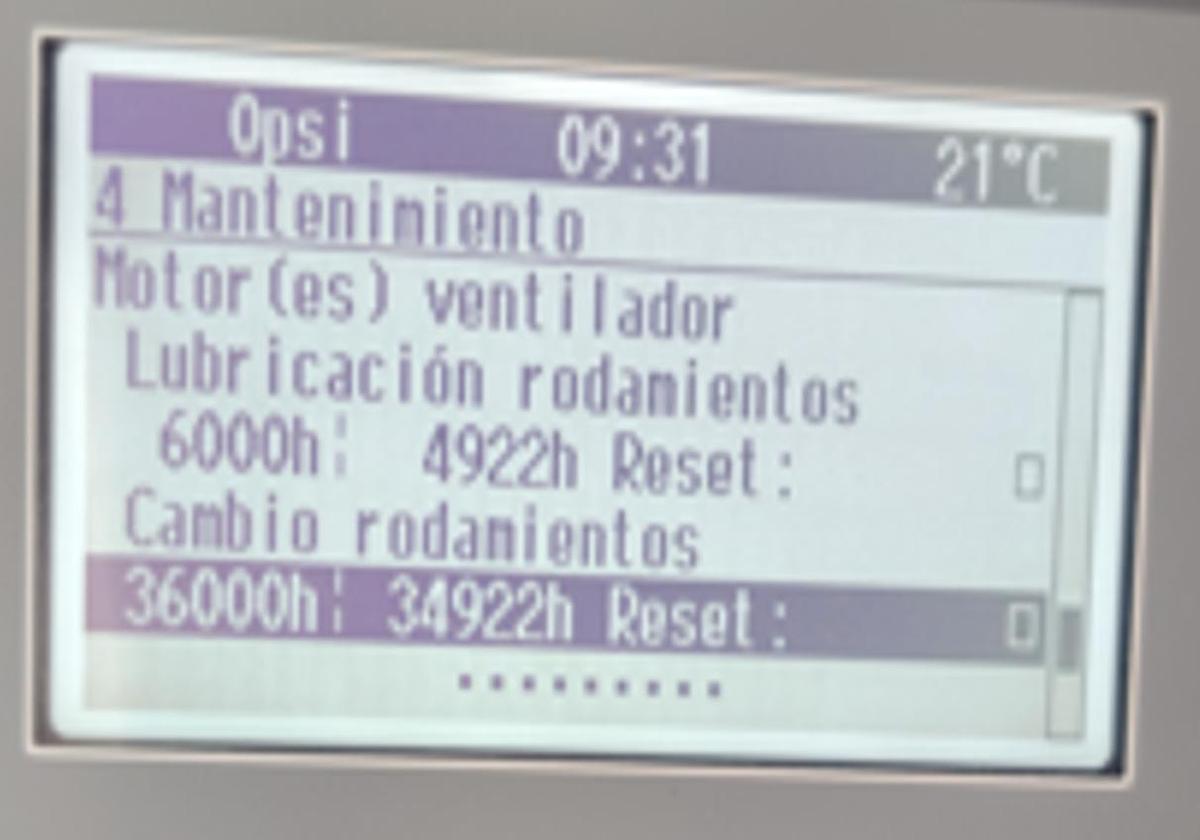 Opsi 09:31 21°C
4 Mantenimiento
Motor(es) ventilador
Lubricación rodamientos
6000h¦ 4922h Reset:
Cambio rodamientos
36000h¦ 34922h Reset:
.........